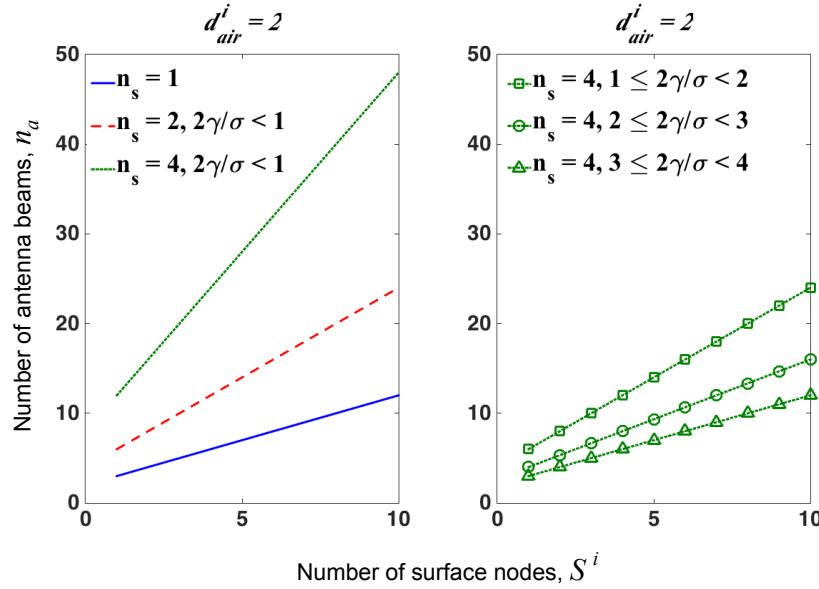 d^i_air = 2
n_s = 1
n_s = 2, 2γ/σ < 1
n_s = 4, 2γ/σ < 1
50
40
30
20
10
0
0
5
10
Number of antenna beams, n_a
d^i_air = 2
n_s = 4, 1 ≤ 2γ/σ < 2
n_s = 4, 2 ≤ 2γ/σ < 3
n_s = 4, 3 ≤ 2γ/σ < 4
50
40
30
20
10
0
0
5
10
Number of surface nodes, S^i